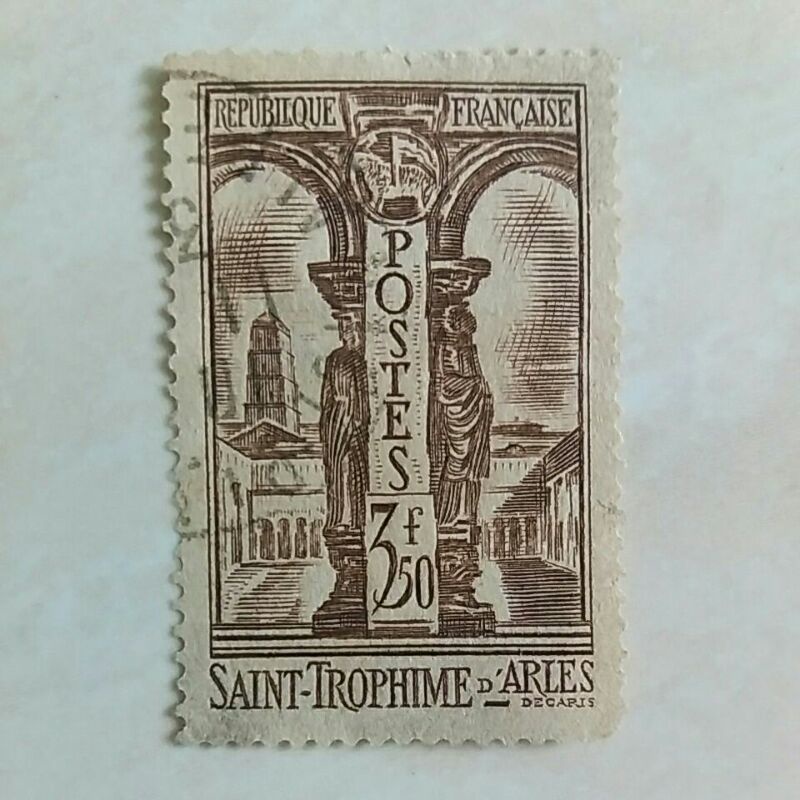 REPUBLIQUE FRANÇAISE
POSTES
3f50
SAINT-TROPHIME D'ARLES
DECARIS